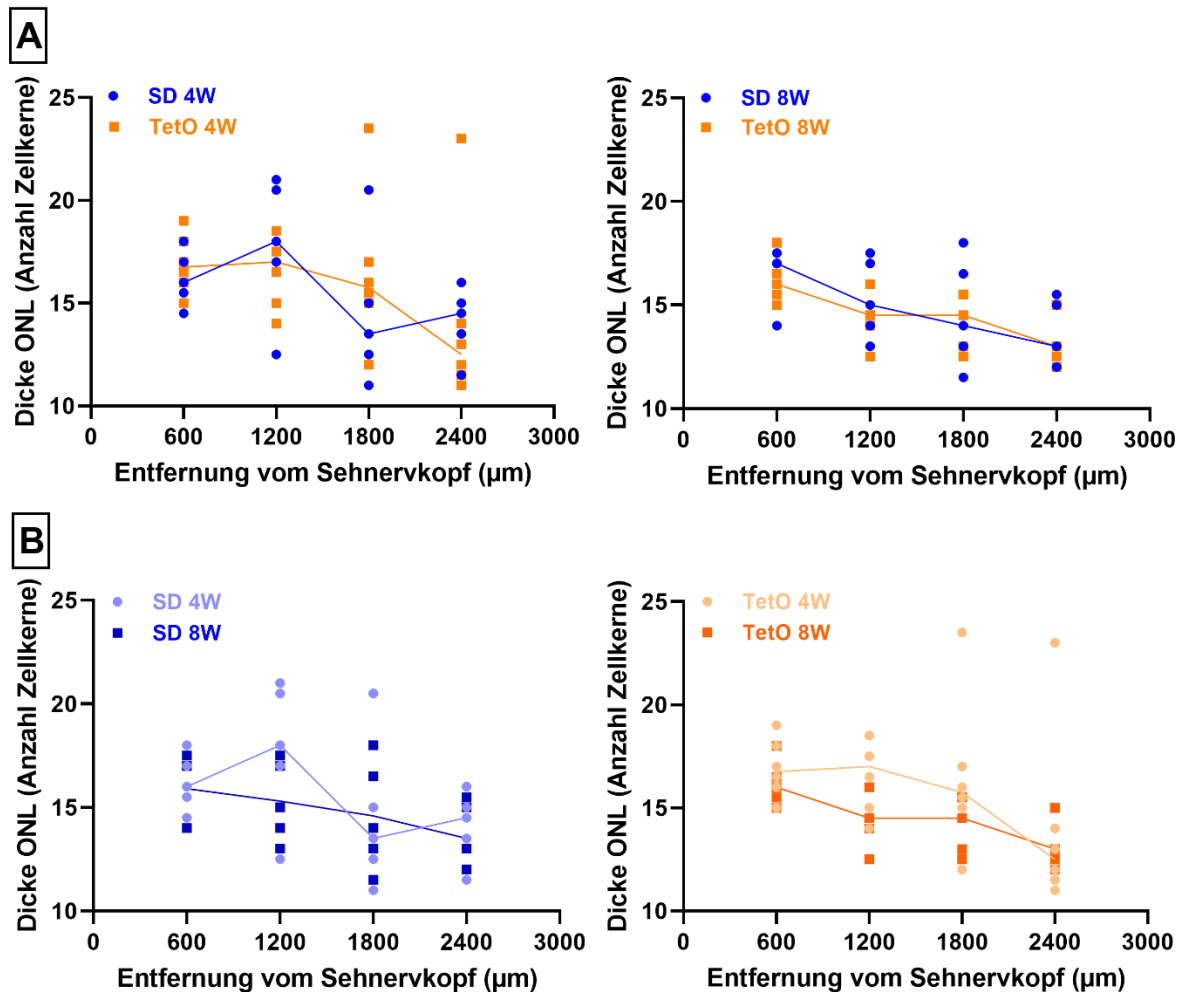 A
Dicke ONL (Anzahl Zellkerne)
SD 4W
TetO 4W
25
20
15
10
0
600
1200
1800
2400
3000
Entfernung vom Sehnervkopf (µm)
Dicke ONL (Anzahl Zellkerne)
SD 8W
TetO 8W
25
20
15
10
0
600
1200
1800
2400
3000
Entfernung vom Sehnervkopf (µm)
B
Dicke ONL (Anzahl Zellkerne)
SD 4W
SD 8W
25
20
15
10
0
600
1200
1800
2400
3000
Entfernung vom Sehnervkopf (µm)
Dicke ONL (Anzahl Zellkerne)
TetO 4W
TetO 8W
25
20
15
10
0
600
1200
1800
2400
3000
Entfernung vom Sehnervkopf (µm)